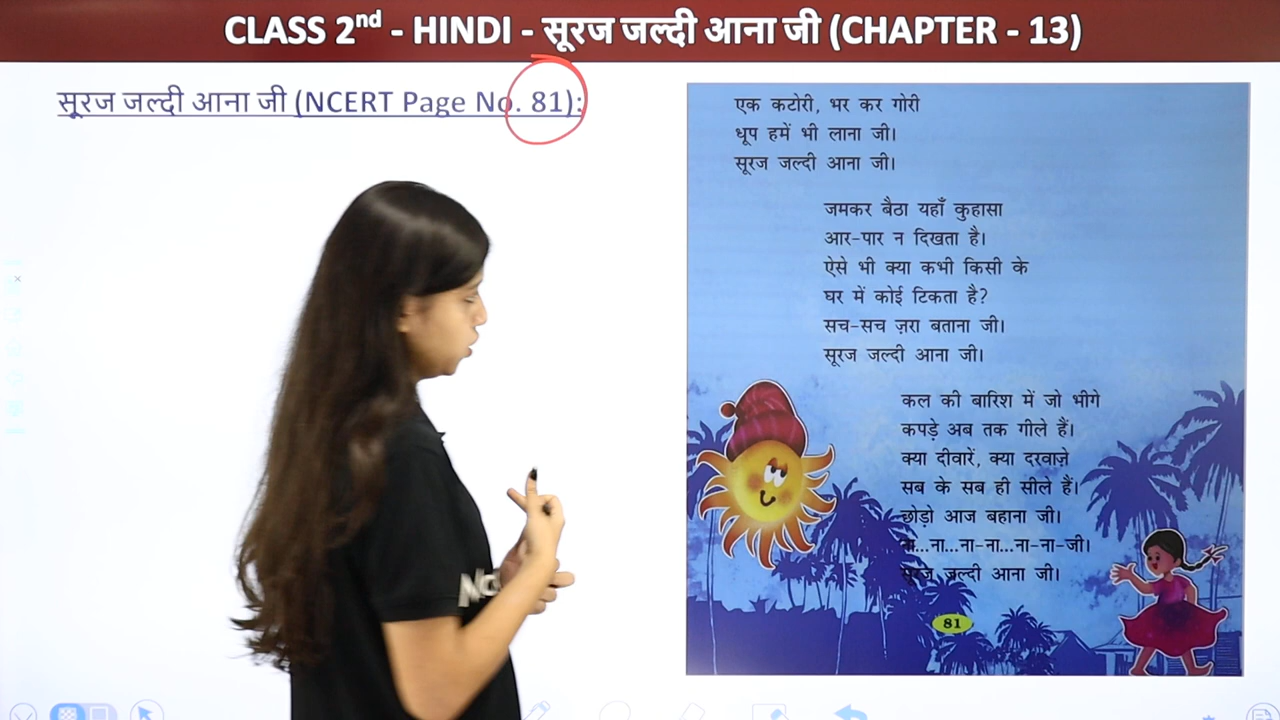 CLASS 2nd - HINDI - सूरज जल्दी आना जी (CHAPTER - 13)
सूरज जल्दी आना जी (NCERT Page No. 81):
एक कटोरी, भर कर गोरी
धूप हमें भी लाना जी।
सूरज जल्दी आना जी।
जमकर बैठा यहाँ कुहासा
आर-पार न दिखता है।
ऐसे भी क्या कभी किसी के
घर में कोई टिकता है?
सच-सच ज़रा बताना जी।
सूरज जल्दी आना जी।
कल की बारिश में जो भीगे
कपड़े अब तक गीले हैं।
क्या दीवारें, क्या दरवाज़े
सब के सब ही सीले हैं।
छोड़ो आज बहाना जी।
ना...ना...ना-ना...ना-ना-जी।
सूरज जल्दी आना जी।
81